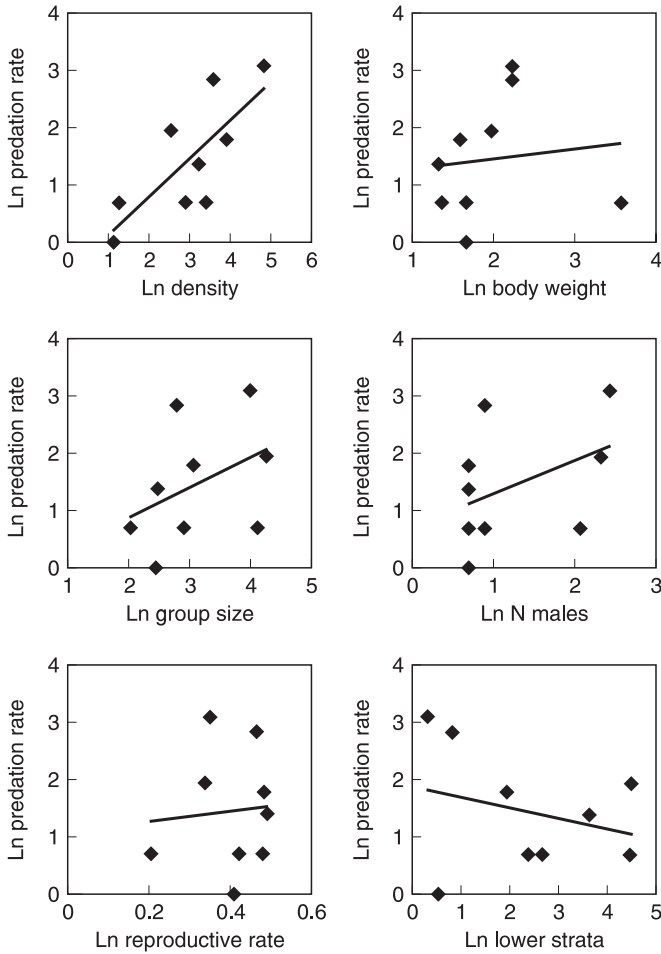 4 4
3 3
2 2
1 1
0 0
0 1 2 3 4 5 6 1 2 3 4
Ln predation rate Ln predation rate
Ln density Ln body weight
4 4
3 3
2 2
1 1
0 0
1 2 3 4 5 0 1 2 3
Ln predation rate Ln predation rate
Ln group size Ln N males
4 4
3 3
2 2
1 1
0 0
0 0.2 0.4 0.6 0 1 2 3 4 5
Ln predation rate Ln predation rate
Ln reproductive rate Ln lower strata